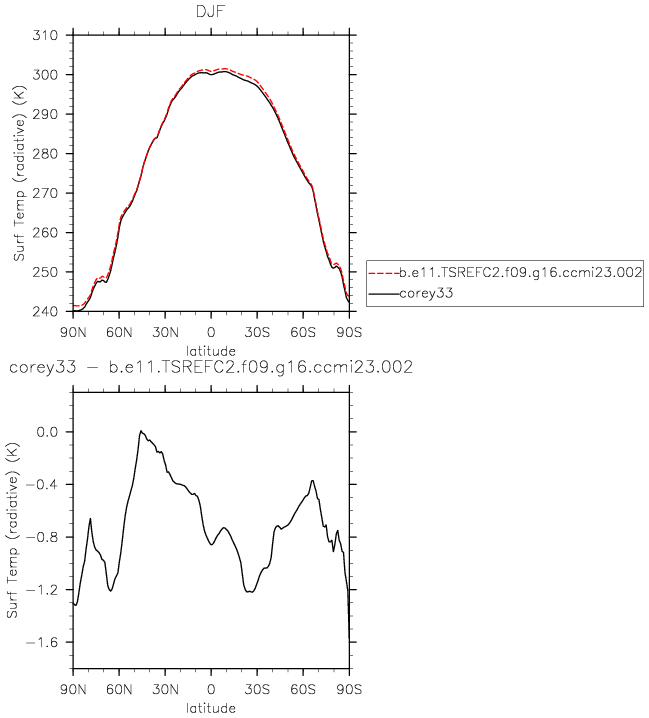 DJF
310
300
290
280
270
260
250
240
Surf Temp (radiative) (K)
90N 60N 30N 0 30S 60S 90S
latitude
b.e11.TSREFC2.f09.g16.ccmi23.002
corey33
corey33 – b.e11.TSREFC2.f09.g16.ccmi23.002
0.0
−0.4
−0.8
−1.2
−1.6
Surf Temp (radiative) (K)
90N 60N 30N 0 30S 60S 90S
latitude